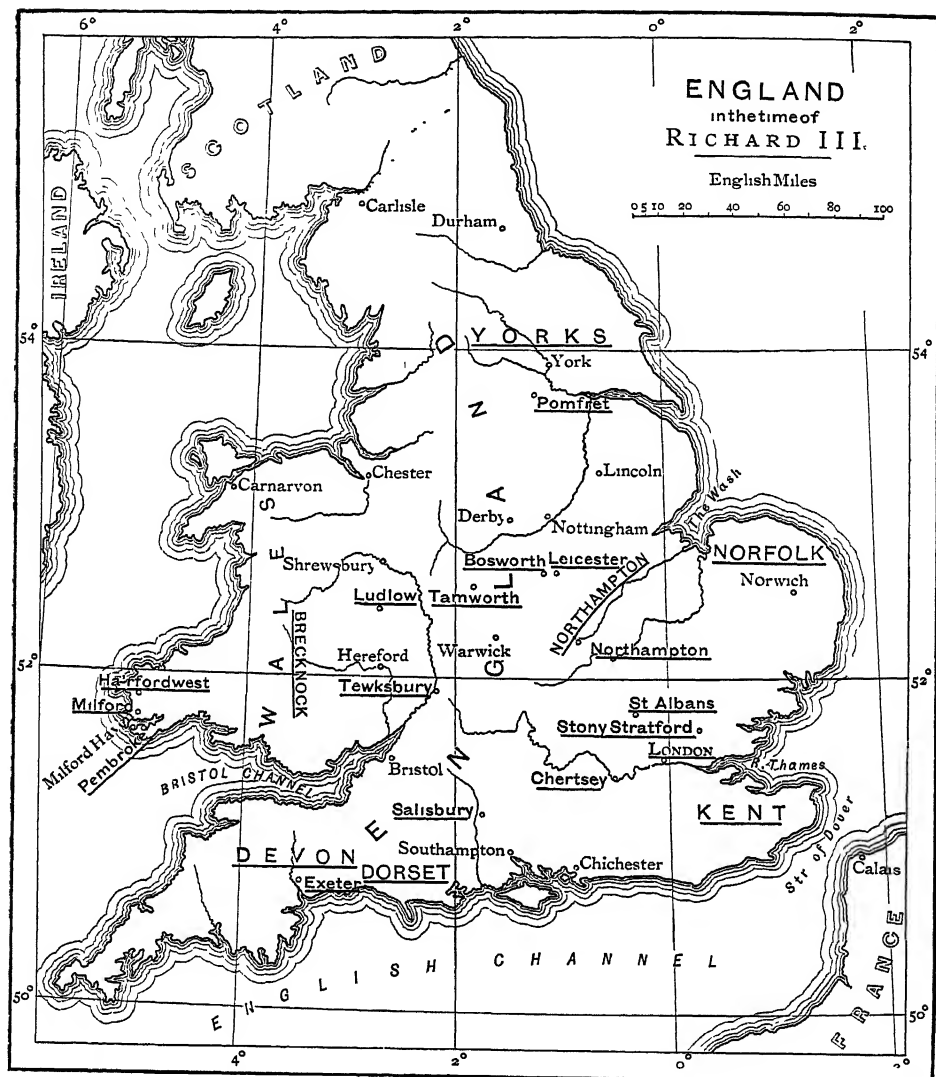 6° 4° 2° 0° 2°
SCOTLAND
ENGLAND
in the time of
RICHARD III.
English Miles
0 5 10 20 40 60 80 100
IRELAND
Carlisle
Durham
54° 54°
YORKS
York
Pomfret
Carnarvon
Chester
Lincoln
The Wash
Derby
Nottingham
Shrewsbury
Bosworth
Leicester
NORFOLK
Norwich
Ludlow
Tamworth
NORTHAMPTON
WALES
BRECKNOCK
ENGLAND
Hereford
Warwick
Northampton
52° 52°
Harfordwest
Tewksbury
Milford
St Albans
Stony Stratford
Milford Ha
Pembroke
LONDON
Bristol
R. Thames
BRISTOL CHANNEL
Chertsey
Salisbury
KENT
Southampton
Str of Dover
DEVON
DORSET
Chichester
Calais
Exeter
FRANCE
ENGLISH CHANNEL
50° 50°
4° 2° 0° 2°